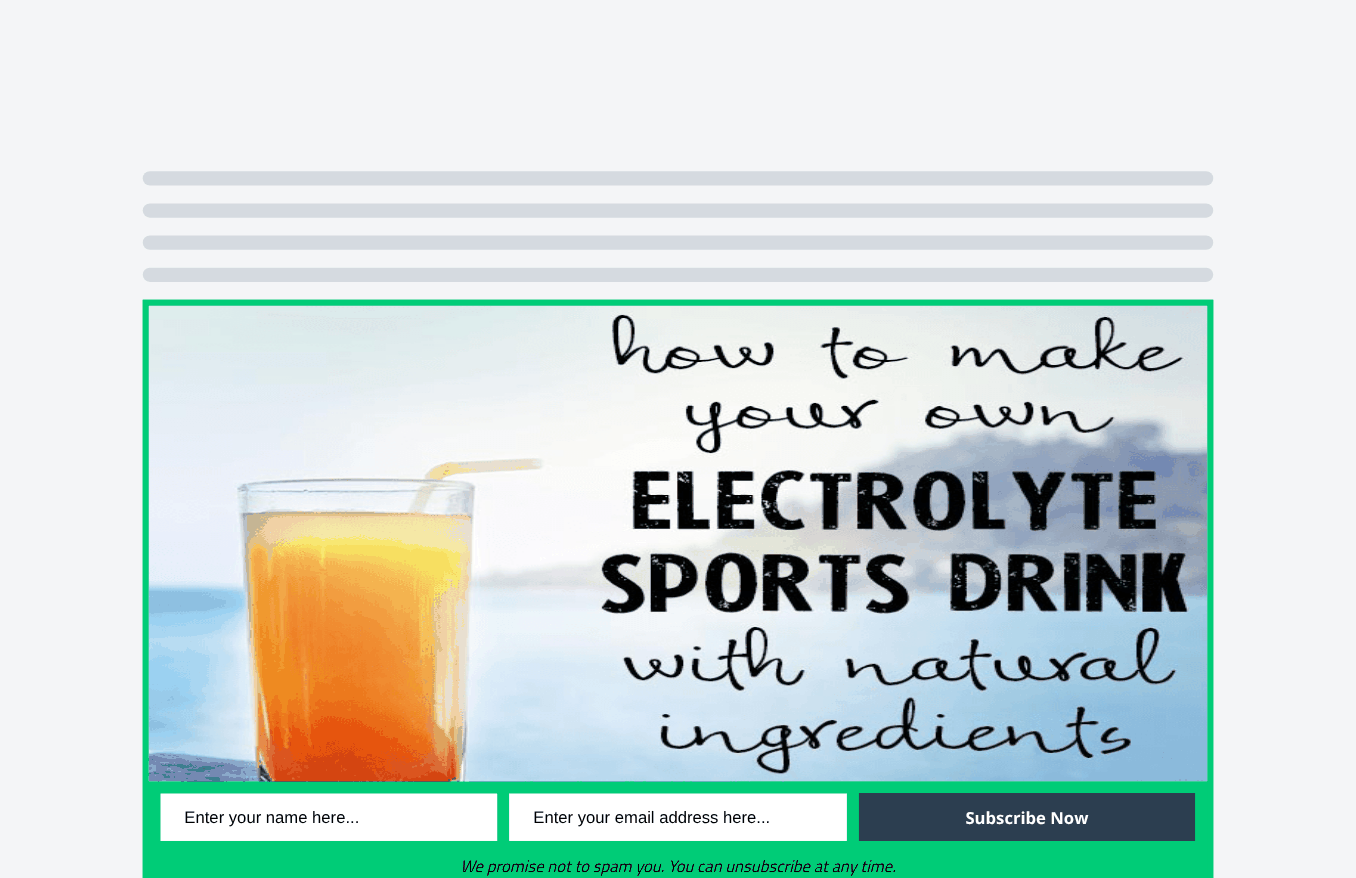 how to make
your own
ELECTROLYTE
SPORTS DRINK
with natural
ingredients
Enter your name here...
Enter your email address here...
Subscribe Now
We promise not to spam you. You can unsubscribe at any time.